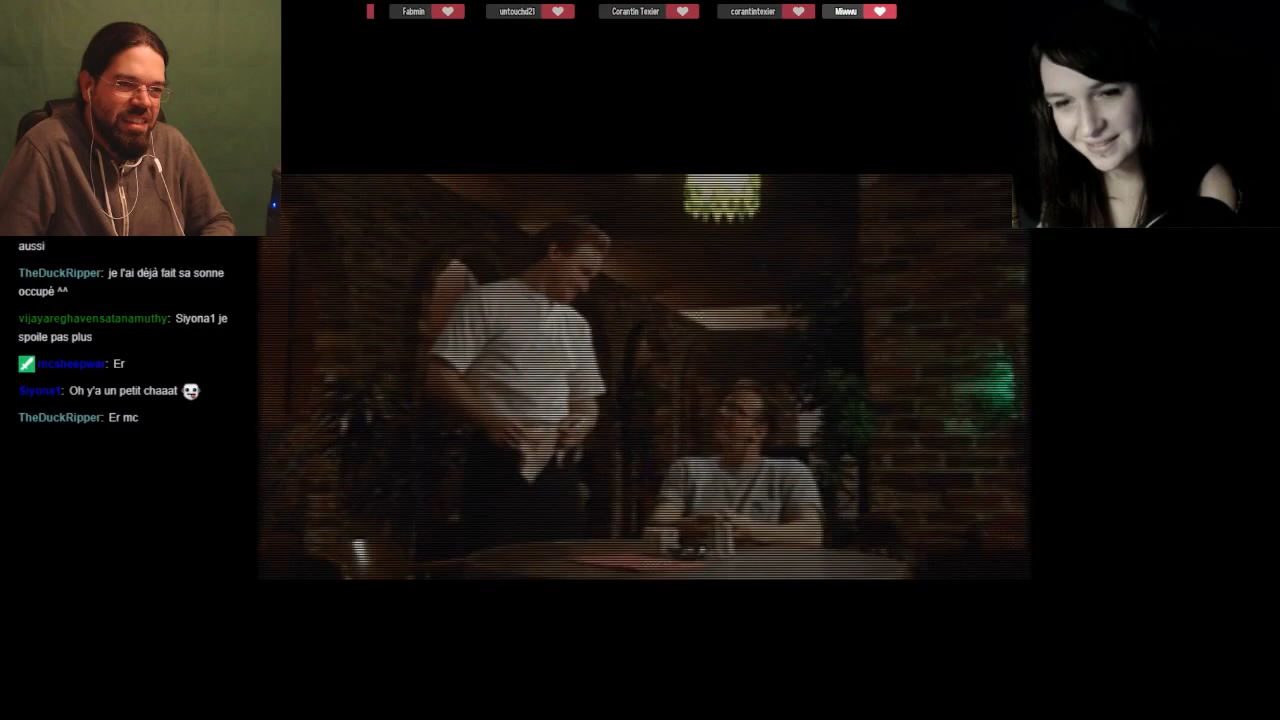 Fabmin
untouchd21
Corantin Texier
corantintexier
Miwwu
aussi
TheDuckRipper: je l'ai déjà fait sa sonne
occupé ^^
vijayareghavensatanamuthy: Siyona1 je
spoile pas plus
mcsheepwar: Er
Siyona1: Oh y'a un petit chaaat
TheDuckRipper: Er mc